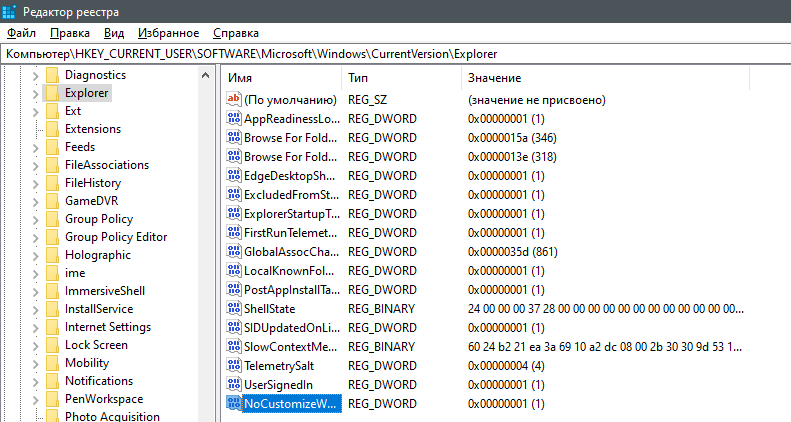 Редактор реестра
Файл Правка Вид Избранное Справка
Компьютер\HKEY_CURRENT_USER\SOFTWARE\Microsoft\Windows\CurrentVersion\Explorer
Diagnostics
Explorer
Ext
Extensions
Feeds
FileAssociations
FileHistory
GameDVR
Group Policy
Group Policy Editor
Holographic
ime
ImmersiveShell
InstallService
Internet Settings
Lock Screen
Mobility
Notifications
PenWorkspace
Photo Acquisition
Имя Тип Значение
(По умолчанию) REG_SZ (значение не присвоено)
AppReadinessLo... REG_DWORD 0x00000001 (1)
Browse For Fold... REG_DWORD 0x0000015a (346)
Browse For Fold... REG_DWORD 0x0000013e (318)
EdgeDesktopSh... REG_DWORD 0x00000001 (1)
ExcludedFromSt... REG_DWORD 0x00000001 (1)
ExplorerStartupT... REG_DWORD 0x00000001 (1)
FirstRunTelemet... REG_DWORD 0x00000001 (1)
GlobalAssocCha... REG_DWORD 0x0000035d (861)
LocalKnownFol... REG_DWORD 0x00000001 (1)
PostAppInstallTa... REG_DWORD 0x00000001 (1)
ShellState REG_BINARY 24 00 00 00 37 28 00 00 00 00 00 00 00 00 00 00 00 00...
SIDUpdatedOnLi... REG_DWORD 0x00000001 (1)
SlowContextMe... REG_BINARY 60 24 b2 21 ea 3a 69 10 a2 dc 08 00 2b 30 30 9d 53 1...
TelemetrySalt REG_DWORD 0x00000004 (4)
UserSignedIn REG_DWORD 0x00000001 (1)
NoCustomizeW... REG_DWORD 0x00000001 (1)